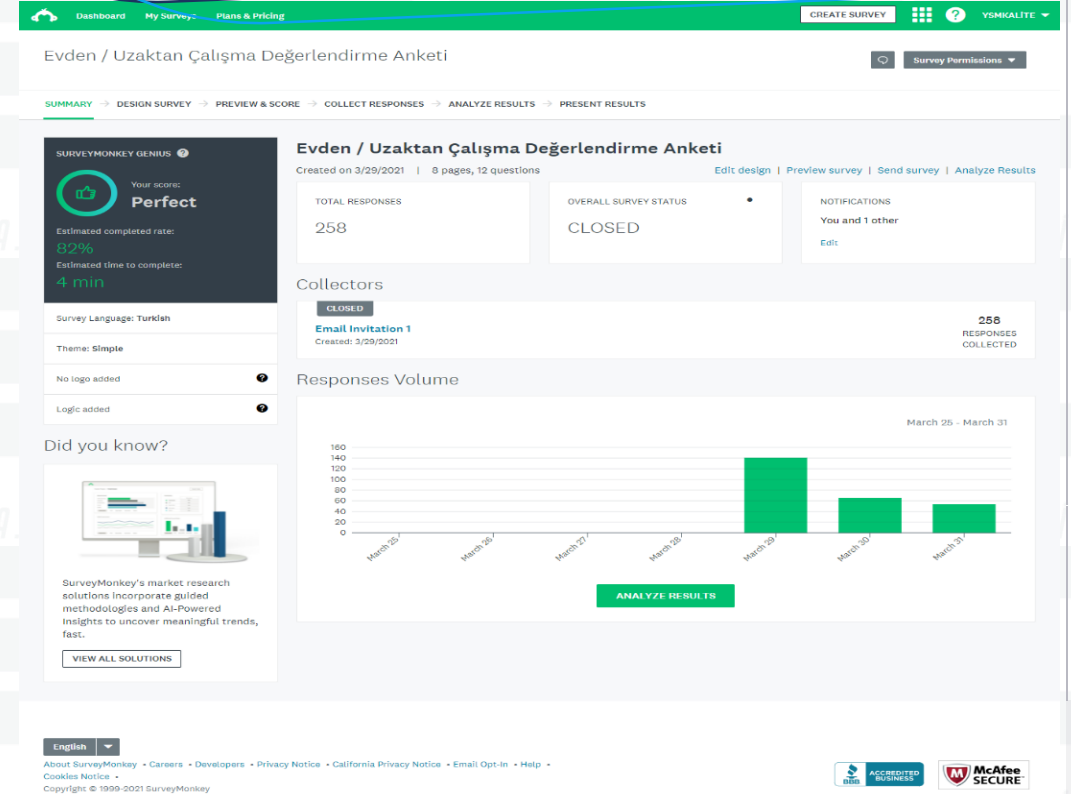 Dashboard My Surveys Plans & Pricing CREATE SURVEY ? YSMKALİTE
Evden / Uzaktan Çalışma Değerlendirme Anketi
Survey Permissions
SUMMARY → DESIGN SURVEY → PREVIEW & SCORE → COLLECT RESPONSES → ANALYZE RESULTS → PRESENT RESULTS
SURVEYMONKEY GENIUS ?
Your score:
Perfect
Estimated completed rate:
82%
Estimated time to complete:
4 min
Survey Language: Turkish
Theme: Simple
No logo added ?
Logic added ?
Did you know?
SurveyMonkey's market research
solutions incorporate guided
methodologies and AI-Powered
Insights to uncover meaningful trends,
fast.
VIEW ALL SOLUTIONS
Evden / Uzaktan Çalışma Değerlendirme Anketi
Created on 3/29/2021 | 8 pages, 12 questions Edit design | Preview survey | Send survey | Analyze Results
TOTAL RESPONSES
258
OVERALL SURVEY STATUS
CLOSED
NOTIFICATIONS
You and 1 other
Edit
Collectors
CLOSED
Email Invitation 1
Created: 3/29/2021
258
RESPONSES
COLLECTED
Responses Volume
March 25 - March 31
160
140
120
100
80
60
40
20
0
March 25 March 26 March 27 March 28 March 29 March 30 March 31
ANALYZE RESULTS
English
About SurveyMonkey • Careers • Developers • Privacy Notice • California Privacy Notice • Email Opt-In • Help •
Cookies Notice •
Copyright © 1999-2021 SurveyMonkey
BBB ACCREDITED
BUSINESS
McAfee
SECURE